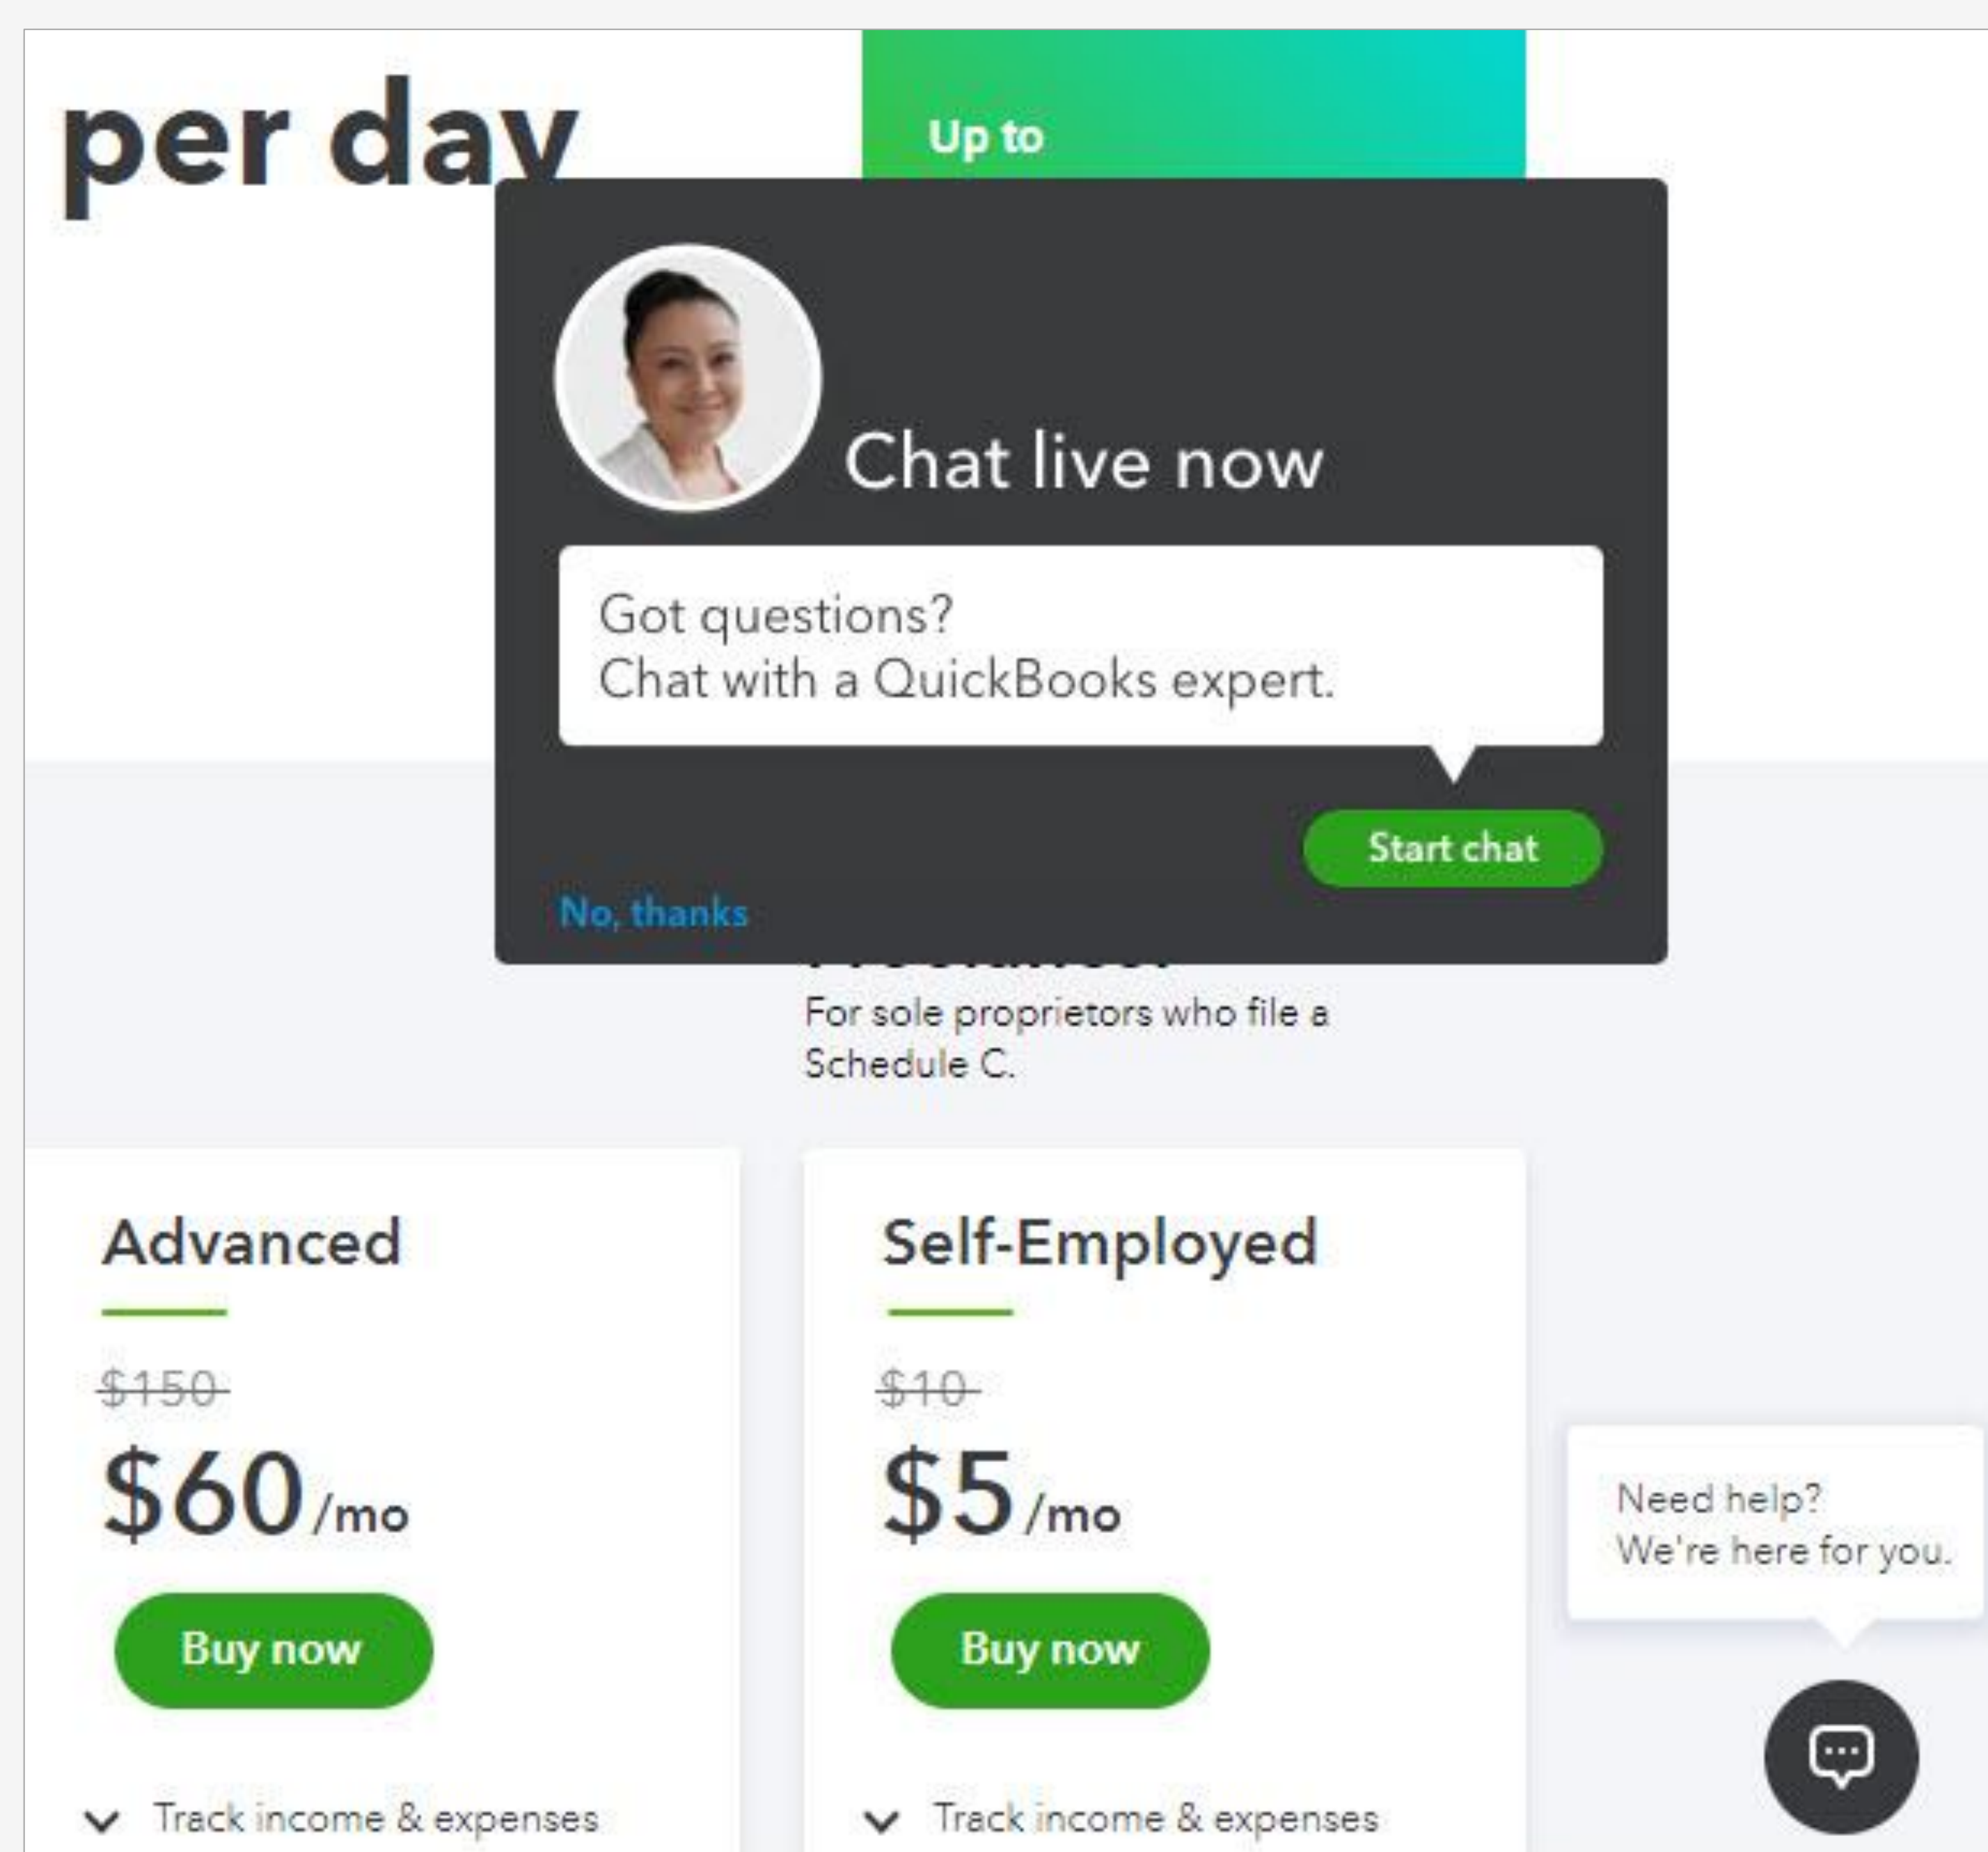 per day
Up to
Chat live now
Got questions?
Chat with a QuickBooks expert.
Start chat
No, thanks
For sole proprietors who file a
Schedule C.
Advanced
$150
$60/mo
Buy now
Track income & expenses
Self-Employed
$10
$5/mo
Buy now
Track income & expenses
Need help?
We're here for you.